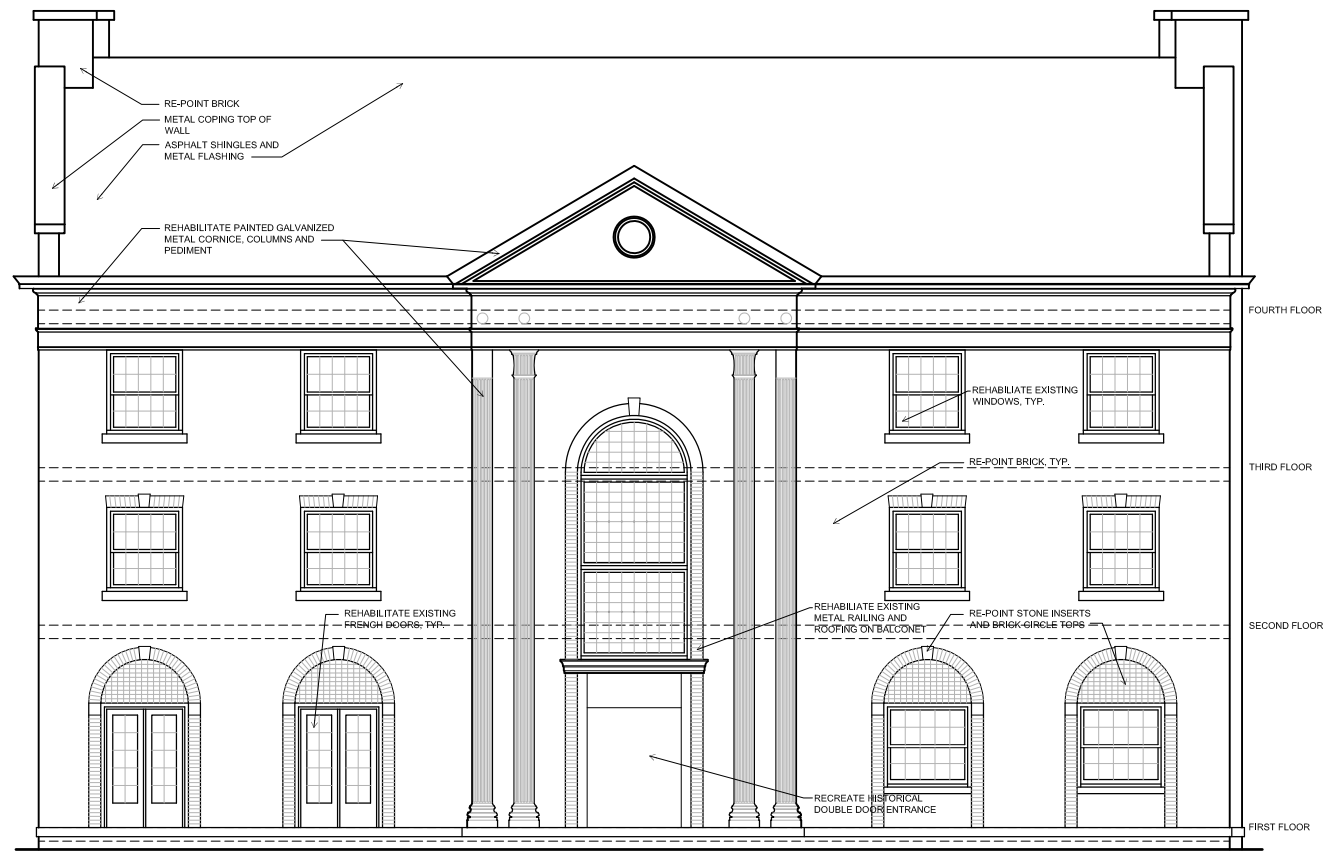 RE-POINT BRICK
METAL COPING TOP OF
WALL
ASPHALT SHINGLES AND
METAL FLASHING
REHABILITATE PAINTED GALVANIZED
METAL CORNICE, COLUMNS AND
PEDIMENT
FOURTH FLOOR
REHABILIATE EXISTING
WINDOWS, TYP.
RE-POINT BRICK, TYP.
THIRD FLOOR
REHABILITATE EXISTING
FRENCH DOORS, TYP.
REHABILIATE EXISTING
METAL RAILING AND
ROOFING ON BALCONET
RE-POINT STONE INSERTS
AND BRICK CIRCLE TOPS
SECOND FLOOR
RECREATE HISTORICAL
DOUBLE DOOR ENTRANCE
FIRST FLOOR